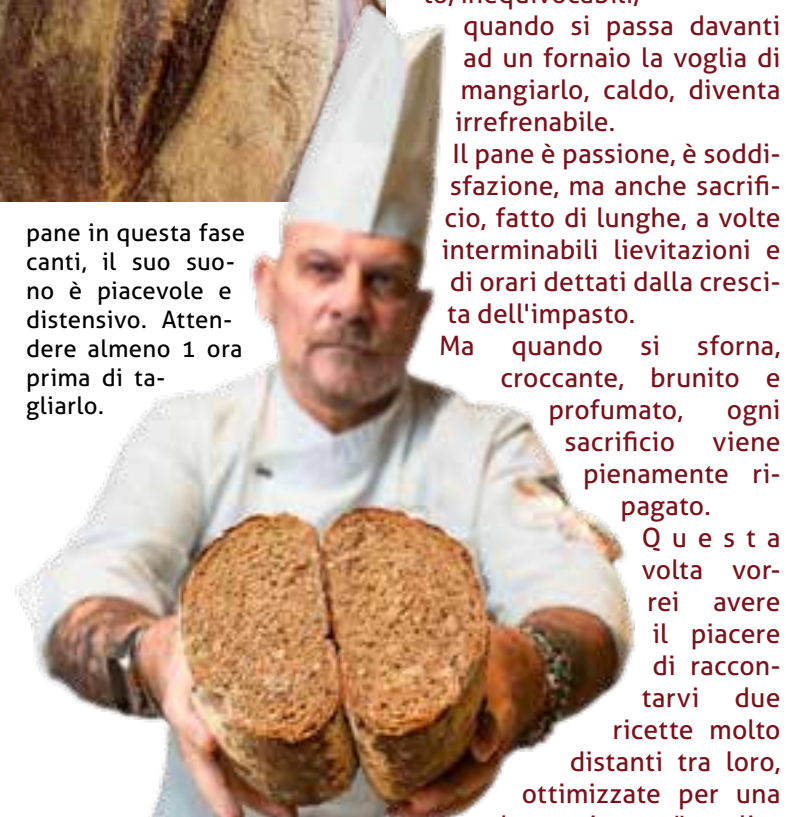 pane in questa fase
canti, il suo suo-
no è piacevole e
distensivo. Atten-
dere almeno 1 ora
prima di ta-
gliarlo.
quando si passa davanti
ad un fornaio la voglia di
mangiarlo, caldo, diventa
irrefrenabile.
Il pane è passione, è soddi-
sfazione, ma anche sacrifi-
cio, fatto di lunghe, a volte
interminabili lievitazioni e
di orari dettati dalla cresci-
ta dell'impasto.
Ma quando si sforna,
croccante, brunito e
profumato, ogni
sacrificio viene
pienamente ri-
pagato.
Questa
volta vor-
rei avere
il piacere
di raccon-
tarvi due
ricette molto
distanti tra loro,
ottimizzate per una